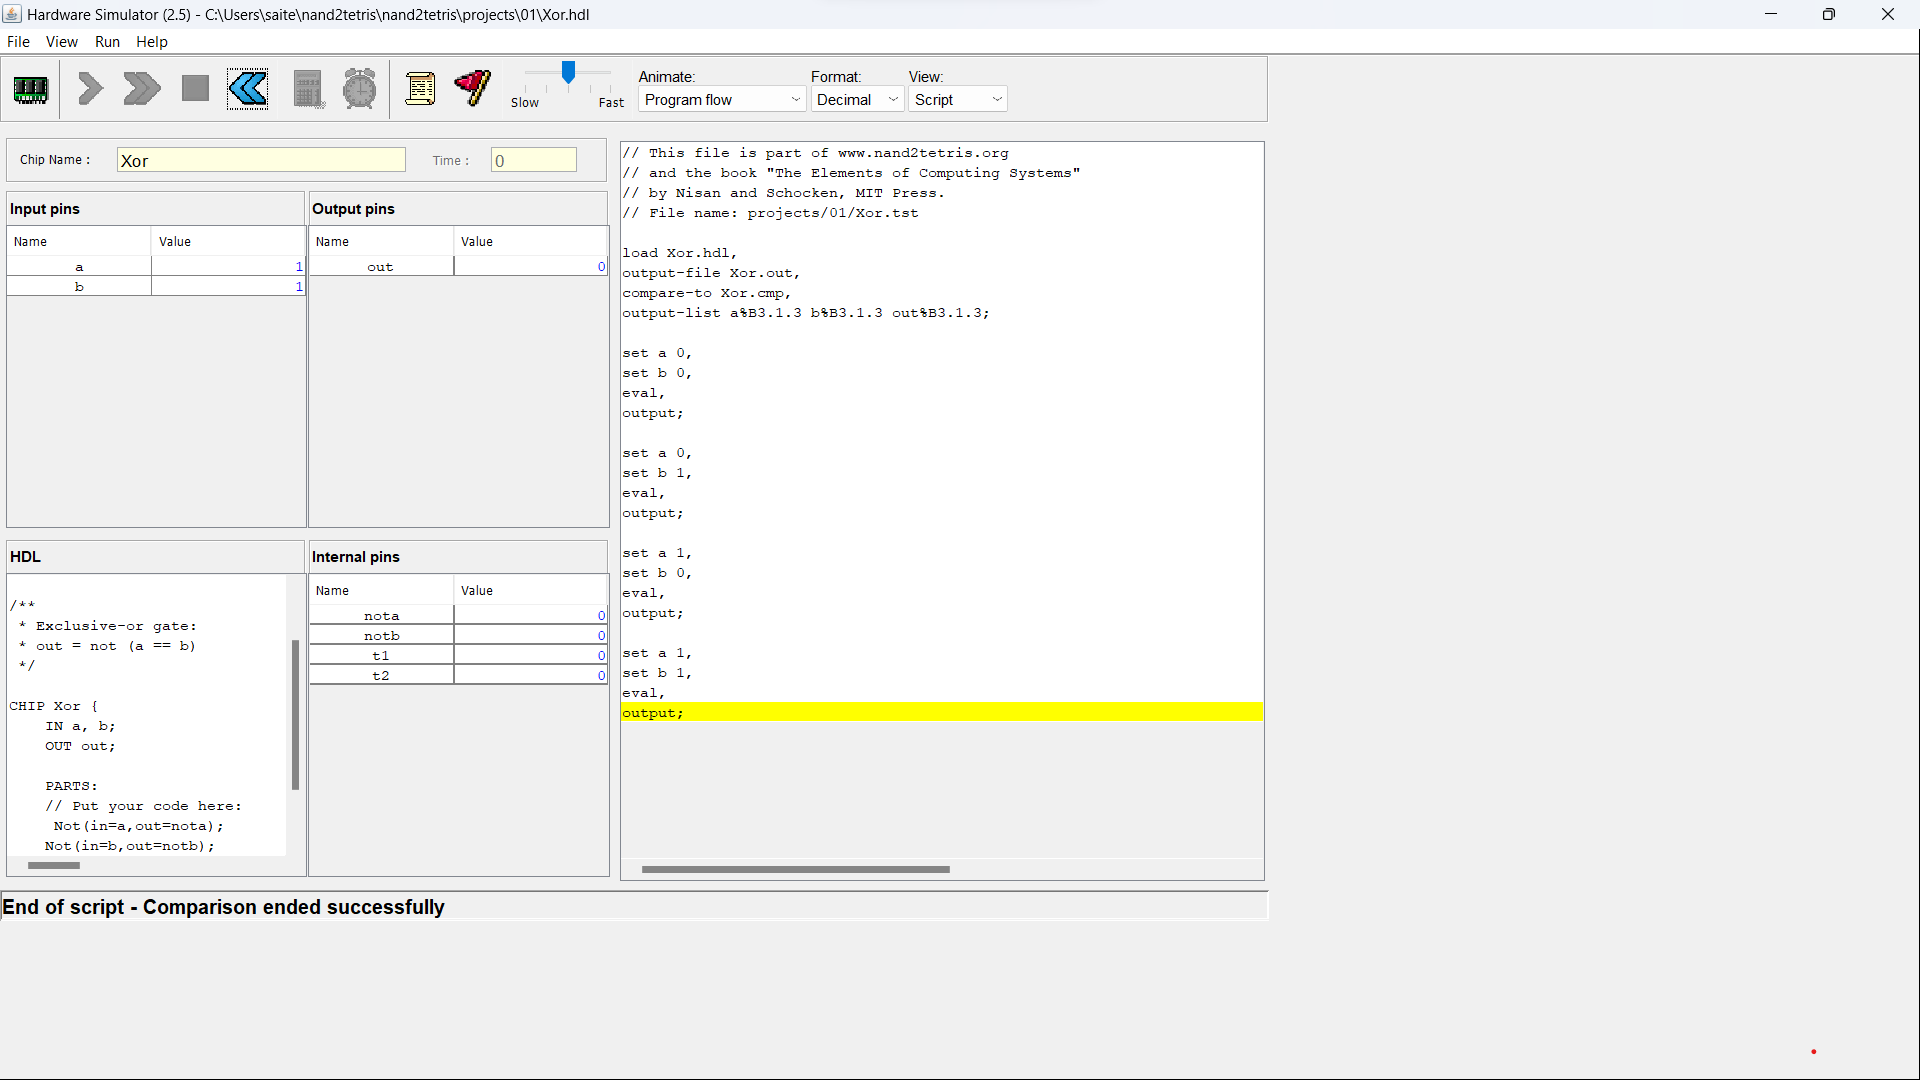 Hardware Simulator (2.5) - C:\Users\saite\nand2tetris\nand2tetris\projects\01\Xor.hdl
File View Run Help
Slow Fast
Animate:
Program flow
Format:
Decimal
View:
Script
Chip Name : Xor Time : 0
Input pins
Name Value
a 1
b 1
Output pins
Name Value
out 0
HDL
/**
* Exclusive-or gate:
* out = not (a == b)
*/
CHIP Xor {
IN a, b;
OUT out;
PARTS:
// Put your code here:
Not(in=a,out=nota);
Not(in=b,out=notb);
Internal pins
Name Value
nota 0
notb 0
t1 0
t2 0
// This file is part of www.nand2tetris.org
// and the book "The Elements of Computing Systems"
// by Nisan and Schocken, MIT Press.
// File name: projects/01/Xor.tst
load Xor.hdl,
output-file Xor.out,
compare-to Xor.cmp,
output-list a%B3.1.3 b%B3.1.3 out%B3.1.3;
set a 0,
set b 0,
eval,
output;
set a 0,
set b 1,
eval,
output;
set a 1,
set b 0,
eval,
output;
set a 1,
set b 1,
eval,
output;
End of script - Comparison ended successfully